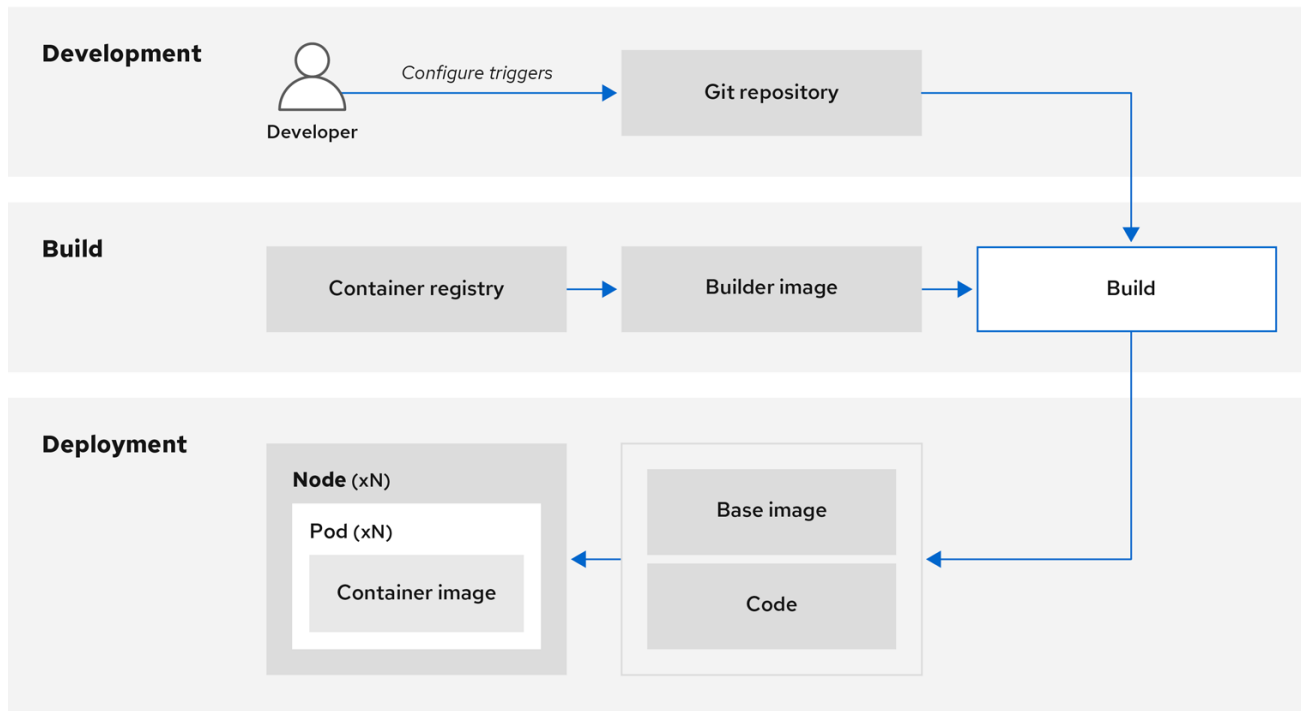 Development
Configure triggers
Git repository
Developer
Build
Container registry
Builder image
Build
Deployment
Node (xN)
Pod (xN)
Container image
Base image
Code